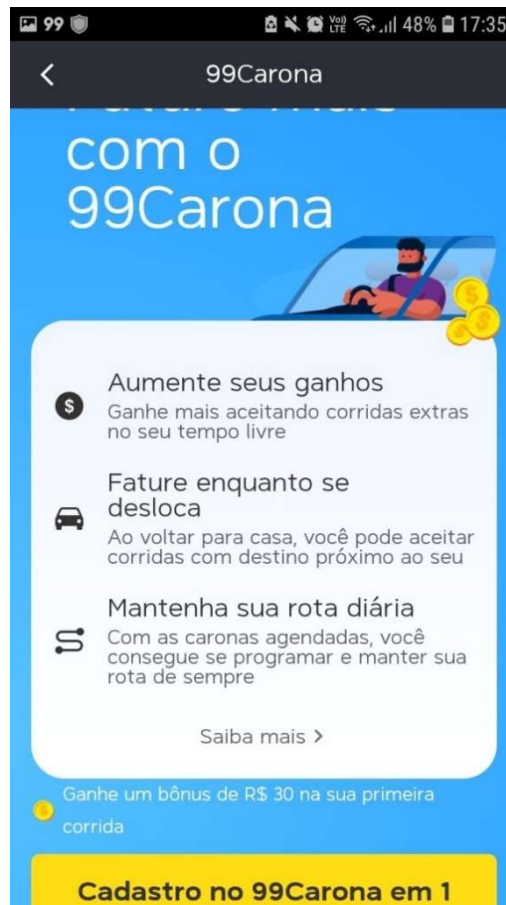 99 48% 17:35
99Carona
com o
99Carona
Aumente seus ganhos
Ganhe mais aceitando corridas extras
no seu tempo livre
Fature enquanto se
desloca
Ao voltar para casa, você pode aceitar
corridas com destino próximo ao seu
Mantenha sua rota diária
Com as caronas agendadas, você
consegue se programar e manter sua
rota de sempre
Saiba mais >
Ganhe um bônus de R$ 30 na sua primeira
corrida
Cadastro no 99Carona em 1